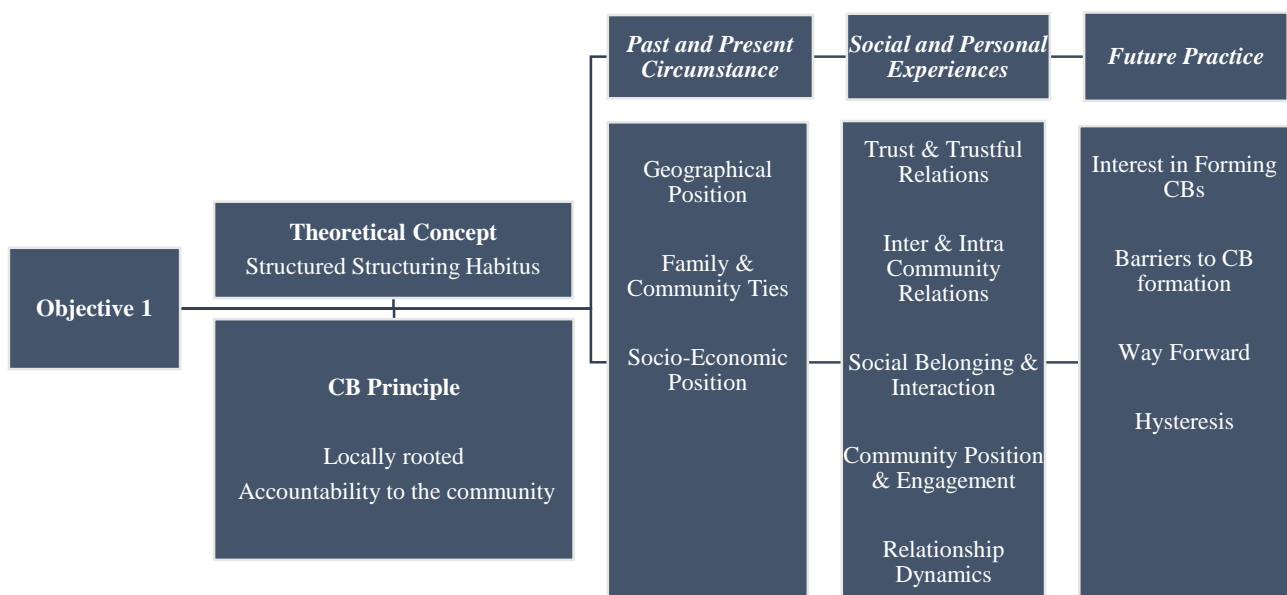 Objective 1
Theoretical Concept
Structured Structuring Habitus
CB Principle
Locally rooted
Accountability to the community
Past and Present
Circumstance
Geographical
Position
Family &
Community Ties
Socio-Economic
Position
Social and Personal
Experiences
Trust & Trustful
Relations
Inter & Intra
Community
Relations
Social Belonging &
Interaction
Community Position
& Engagement
Relationship
Dynamics
Future Practice
Interest in Forming
CBs
Barriers to CB
formation
Way Forward
Hysteresis